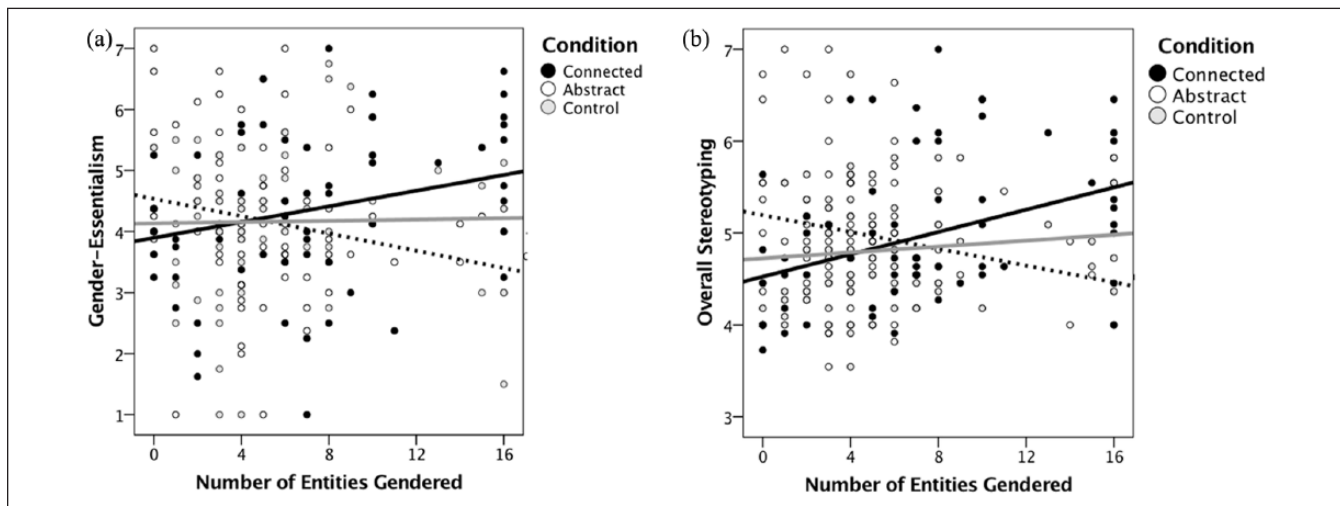 (a)
Condition
Connected
Abstract
Control
7
6
5
4
3
2
1
Gender-Essentialism
0 4 8 12 16
Number of Entities Gendered
(b)
Condition
Connected
Abstract
Control
7
6
5
4
3
Overall Stereotyping
0 4 8 12 16
Number of Entities Gendered